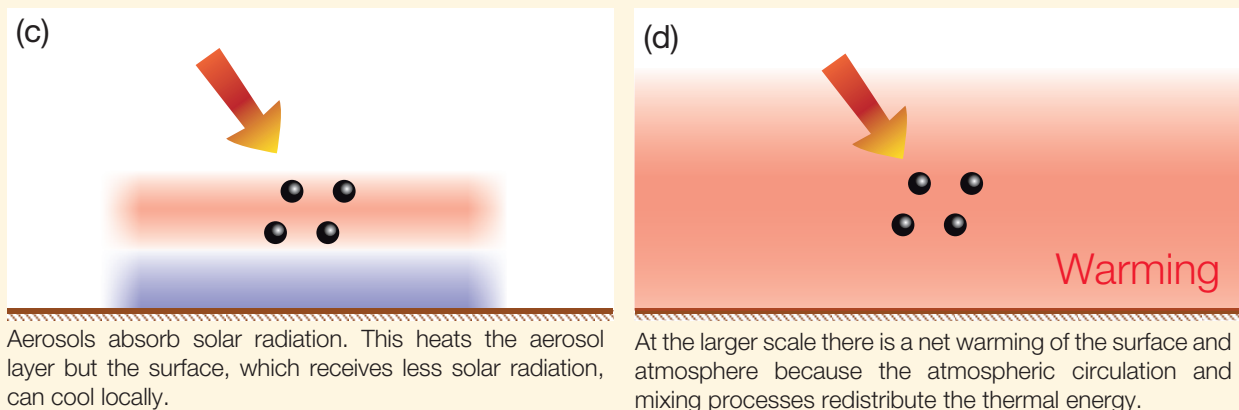 (c)
Aerosols absorb solar radiation. This heats the aerosol
layer but the surface, which receives less solar radiation,
can cool locally.
(d)
Warming
At the larger scale there is a net warming of the surface and
atmosphere because the atmospheric circulation and
mixing processes redistribute the thermal energy.